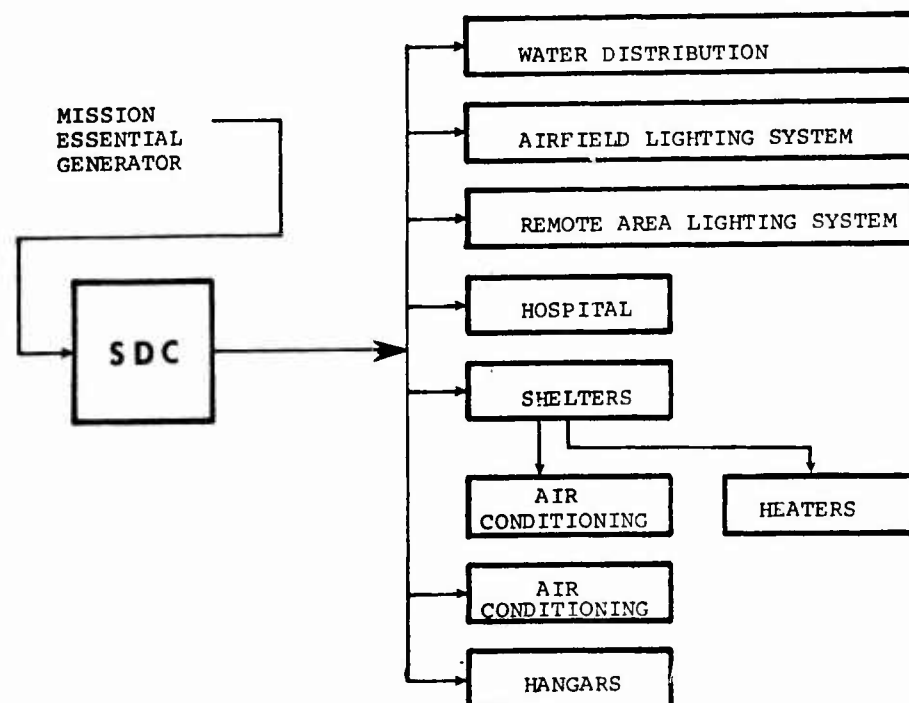 WATER DISTRIBUTION
MISSION
ESSENTIAL
GENERATOR
AIRFIELD LIGHTING SYSTEM
REMOTE AREA LIGHTING SYSTEM
SDC
HOSPITAL
SHELTERS
AIR
CONDITIONING
HEATERS
AIR
CONDITIONING
HANGARS